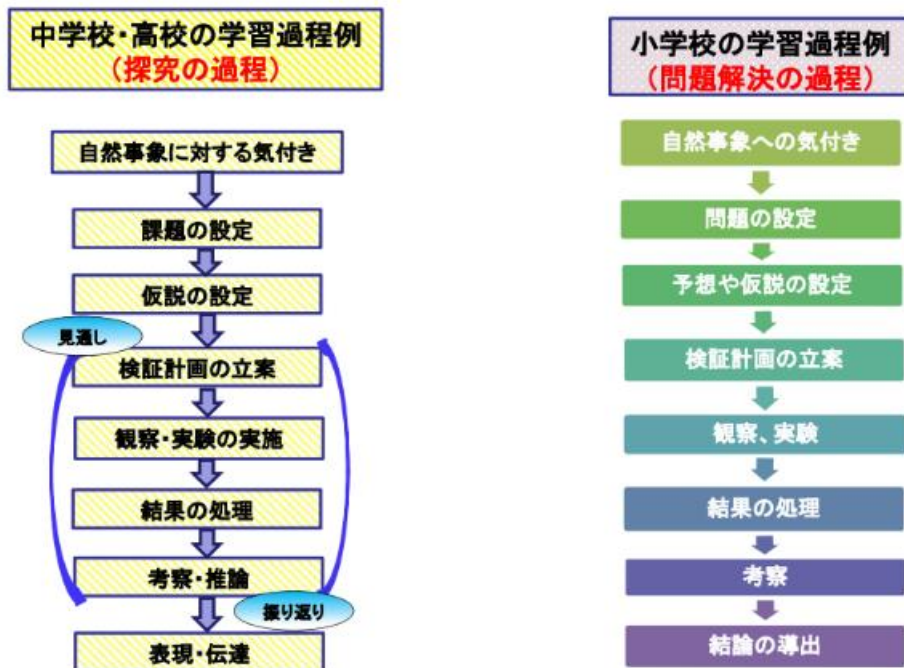 中学校・高校の学習過程例
(探究の過程)
自然事象に対する気付き
課題の設定
仮説の設定
見通し
検証計画の立案
観察・実験の実施
結果の処理
考察・推論
振り返り
表現・伝達
小学校の学習過程例
(問題解決の過程)
自然事象への気付き
問題の設定
予想や仮説の設定
検証計画の立案
観察、実験
結果の処理
考察
結論の導出